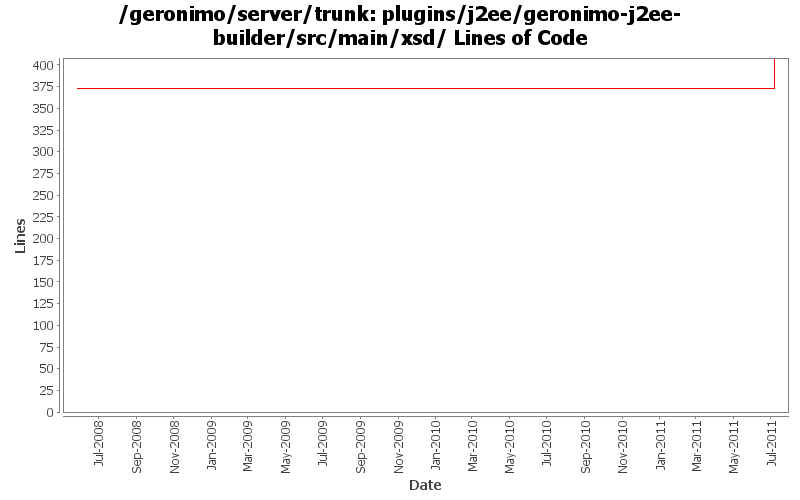 /geronimo/server/trunk: plugins/j2ee/geronimo-j2ee-
builder/src/main/xsd/ Lines of Code
400
375
350
325
300
275
250
225
200
175
150
125
100
75
50
25
0
Lines
Jul-2008
Sep-2008
Nov-2008
Jan-2009
Mar-2009
May-2009
Jul-2009
Sep-2009
Nov-2009
Jan-2010
Mar-2010
May-2010
Jul-2010
Sep-2010
Nov-2010
Jan-2011
Mar-2011
May-2011
Jul-2011
Date